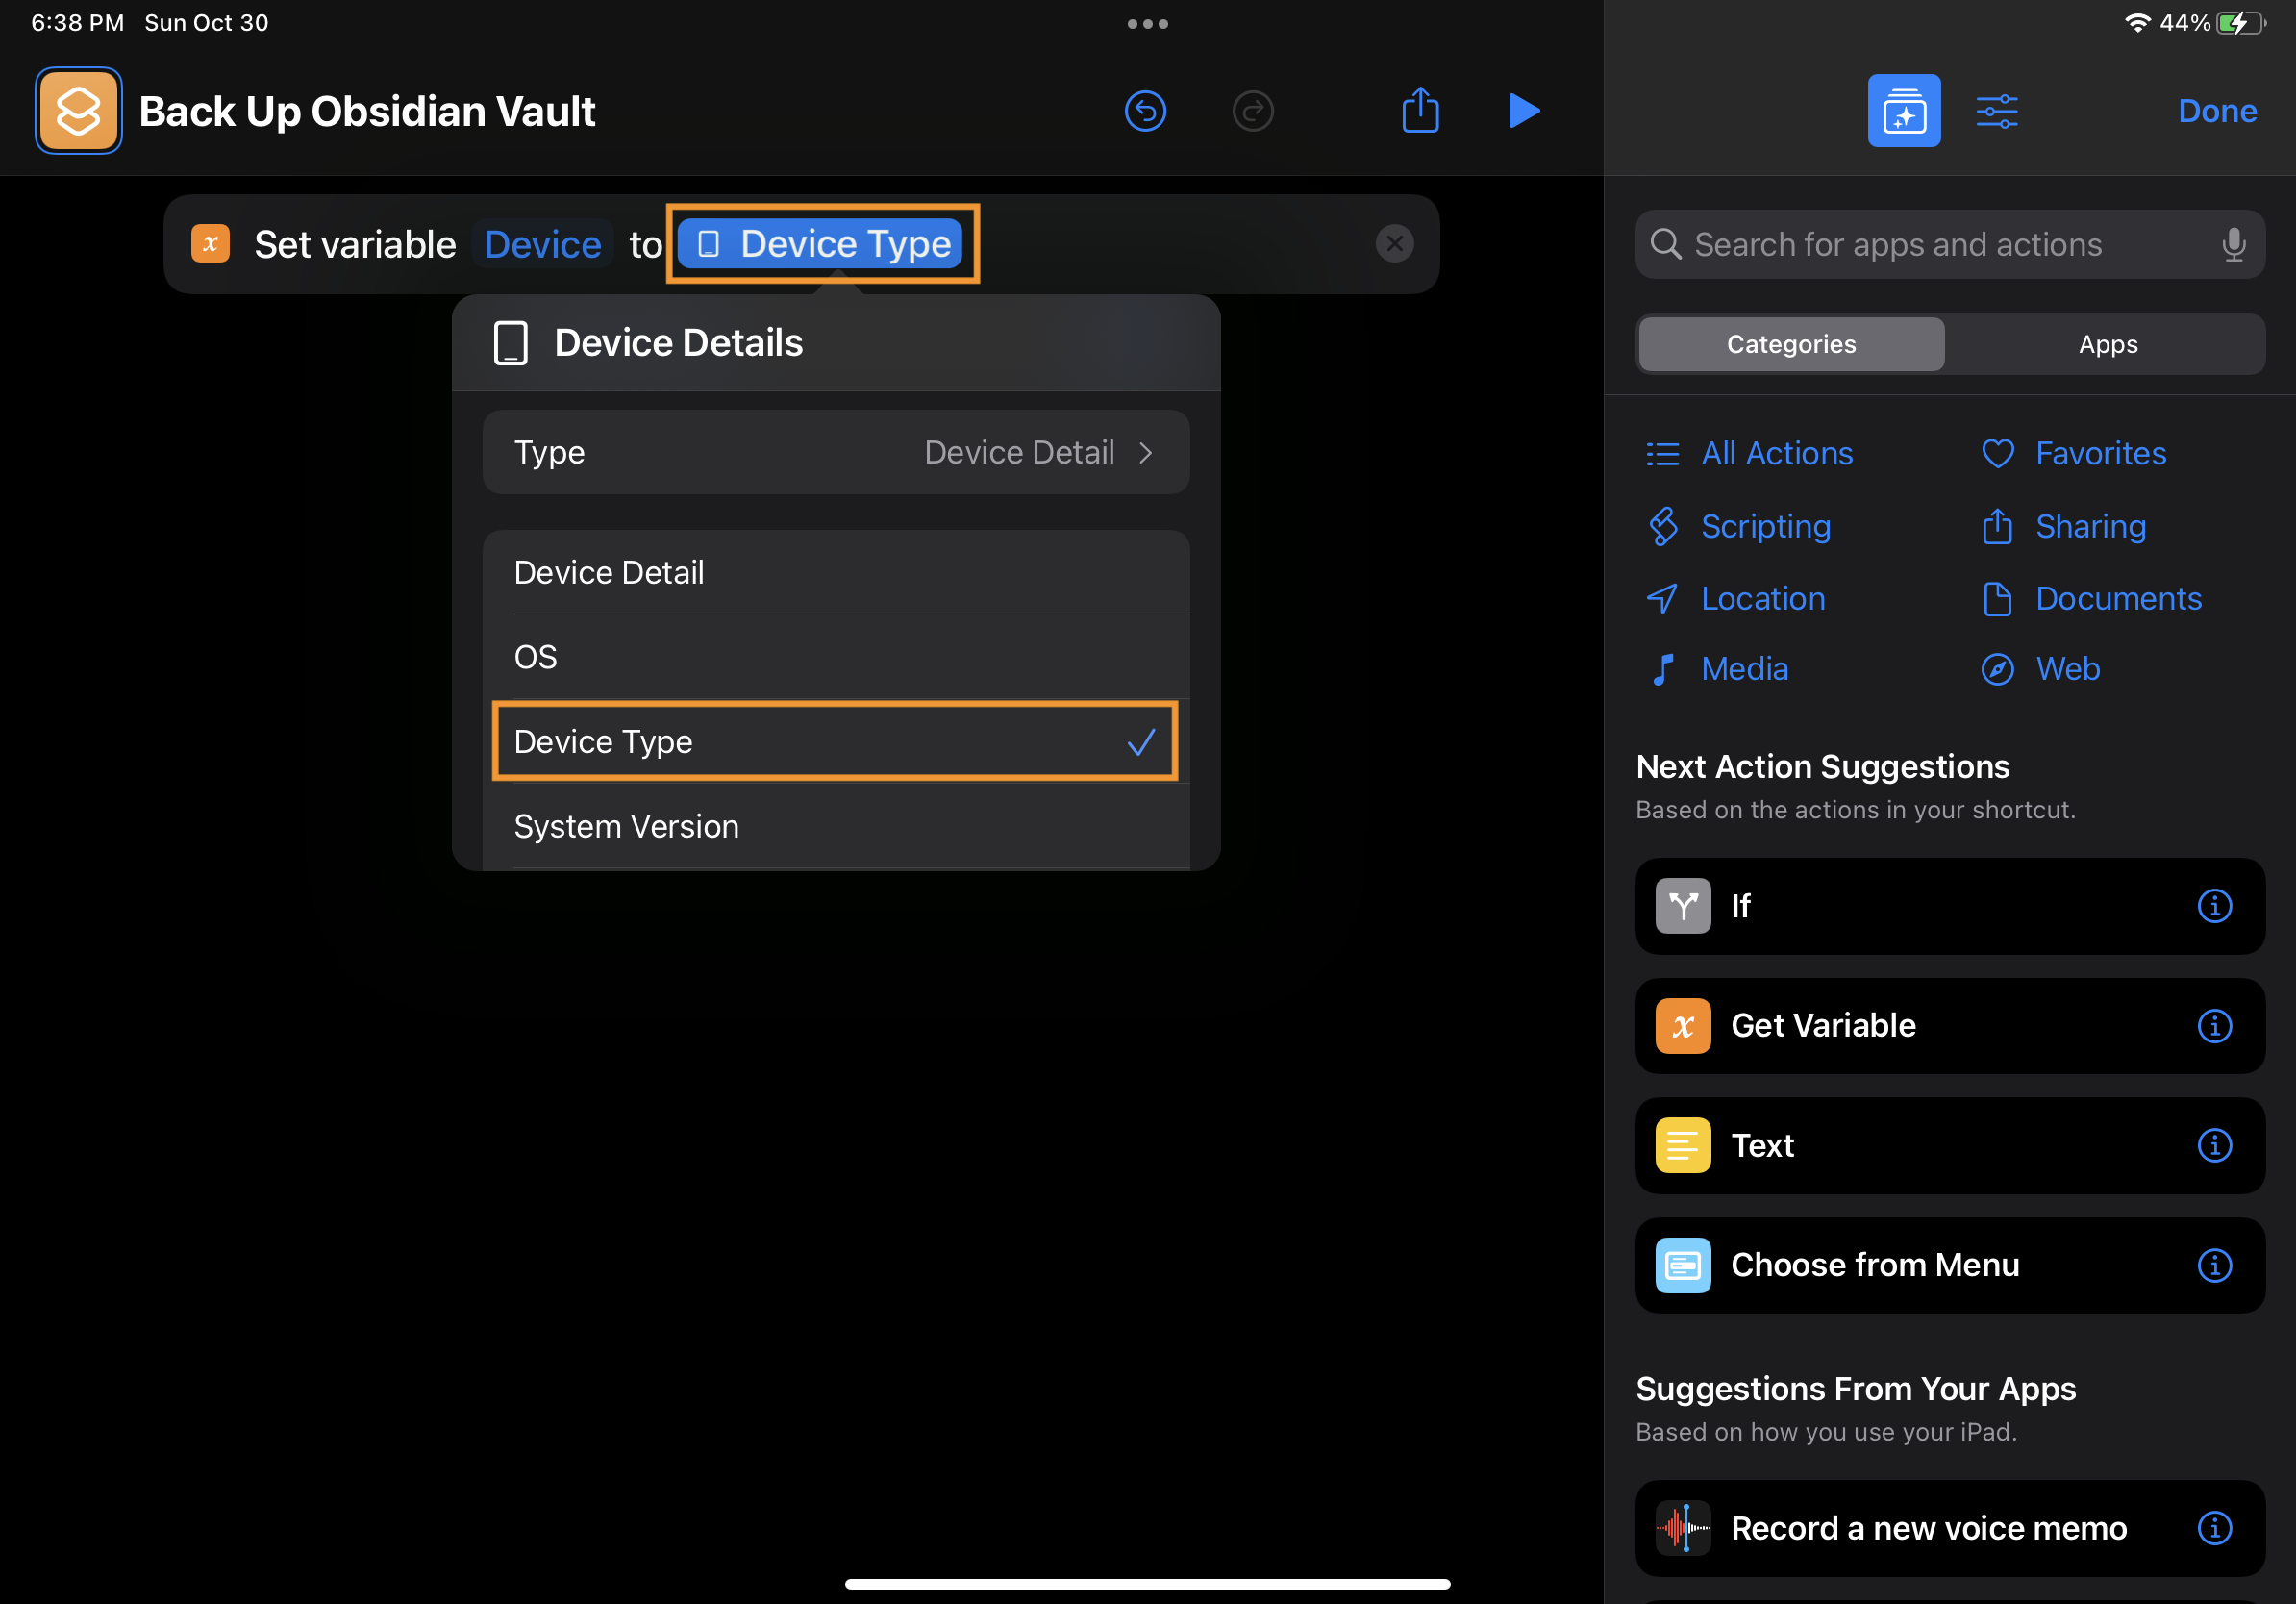 6:38 PM Sun Oct 30
44%
Back Up Obsidian Vault
Done
Set variable Device to Device Type
Device Details
Type Device Detail
Device Detail
OS
Device Type
System Version
Search for apps and actions
Categories Apps
All Actions Favorites
Scripting Sharing
Location Documents
Media Web
Next Action Suggestions
Based on the actions in your shortcut.
If
Get Variable
Text
Choose from Menu
Suggestions From Your Apps
Based on how you use your iPad.
Record a new voice memo